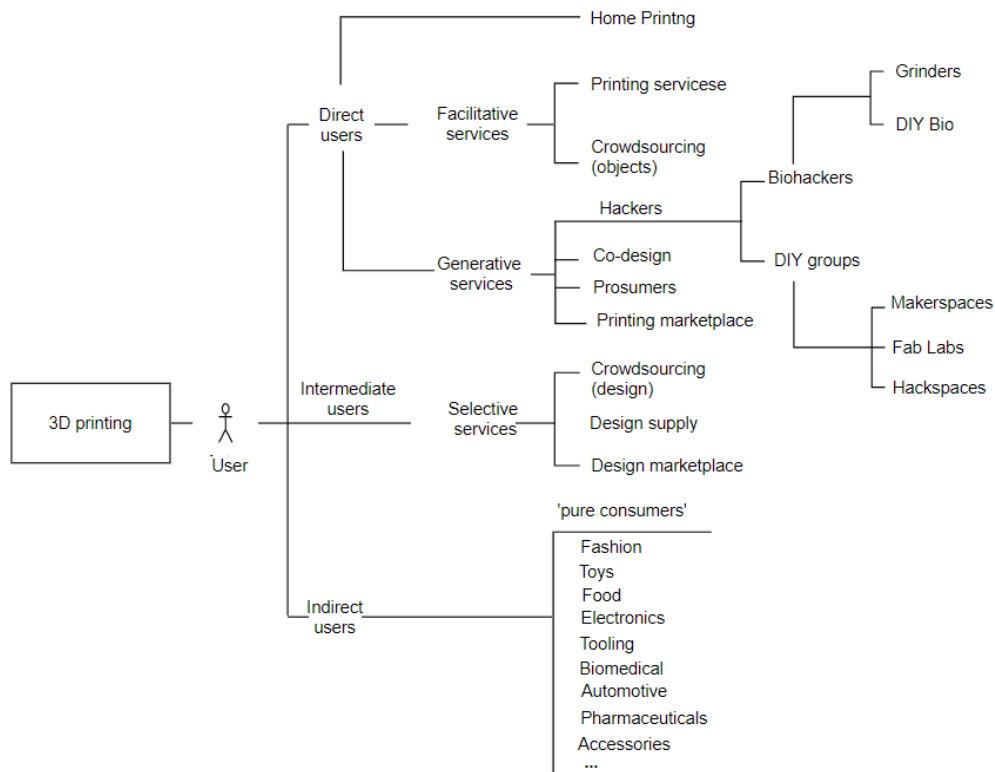 Home Printng
Grinders
Printing servicese
Direct
users
Facilitative
services
DIY Bio
Crowdsourcing
(objects)
Biohackers
Hackers
Generative
services
Co-design
DIY groups
Prosumers
Printing marketplace
Makerspaces
Fab Labs
Hackspaces
Crowdsourcing
(design)
Intermediate
users
Selective
services
3D printing
Design supply
User
Design marketplace
'pure consumers'
Fashion
Toys
Food
Indirect
users
Electronics
Tooling
Biomedical
Automotive
Pharmaceuticals
Accessories
...